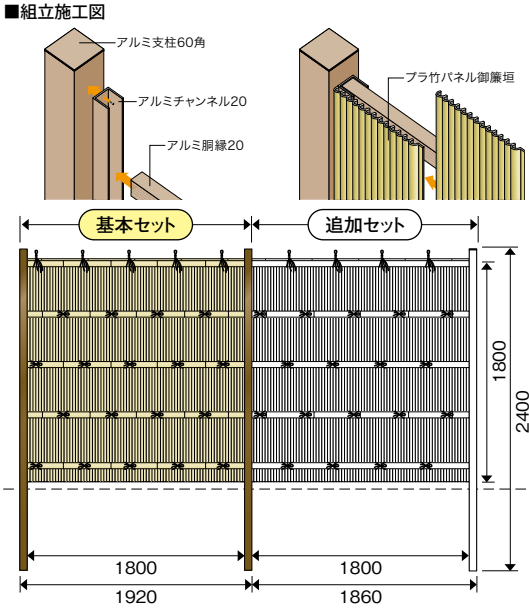 ■組立施工図
アルミ支柱60角
アルミチャンネル20
アルミ胴縁20
プラ竹パネル御簾垣
基本セット
追加セット
1800
2400
1800
1800
1920
1860